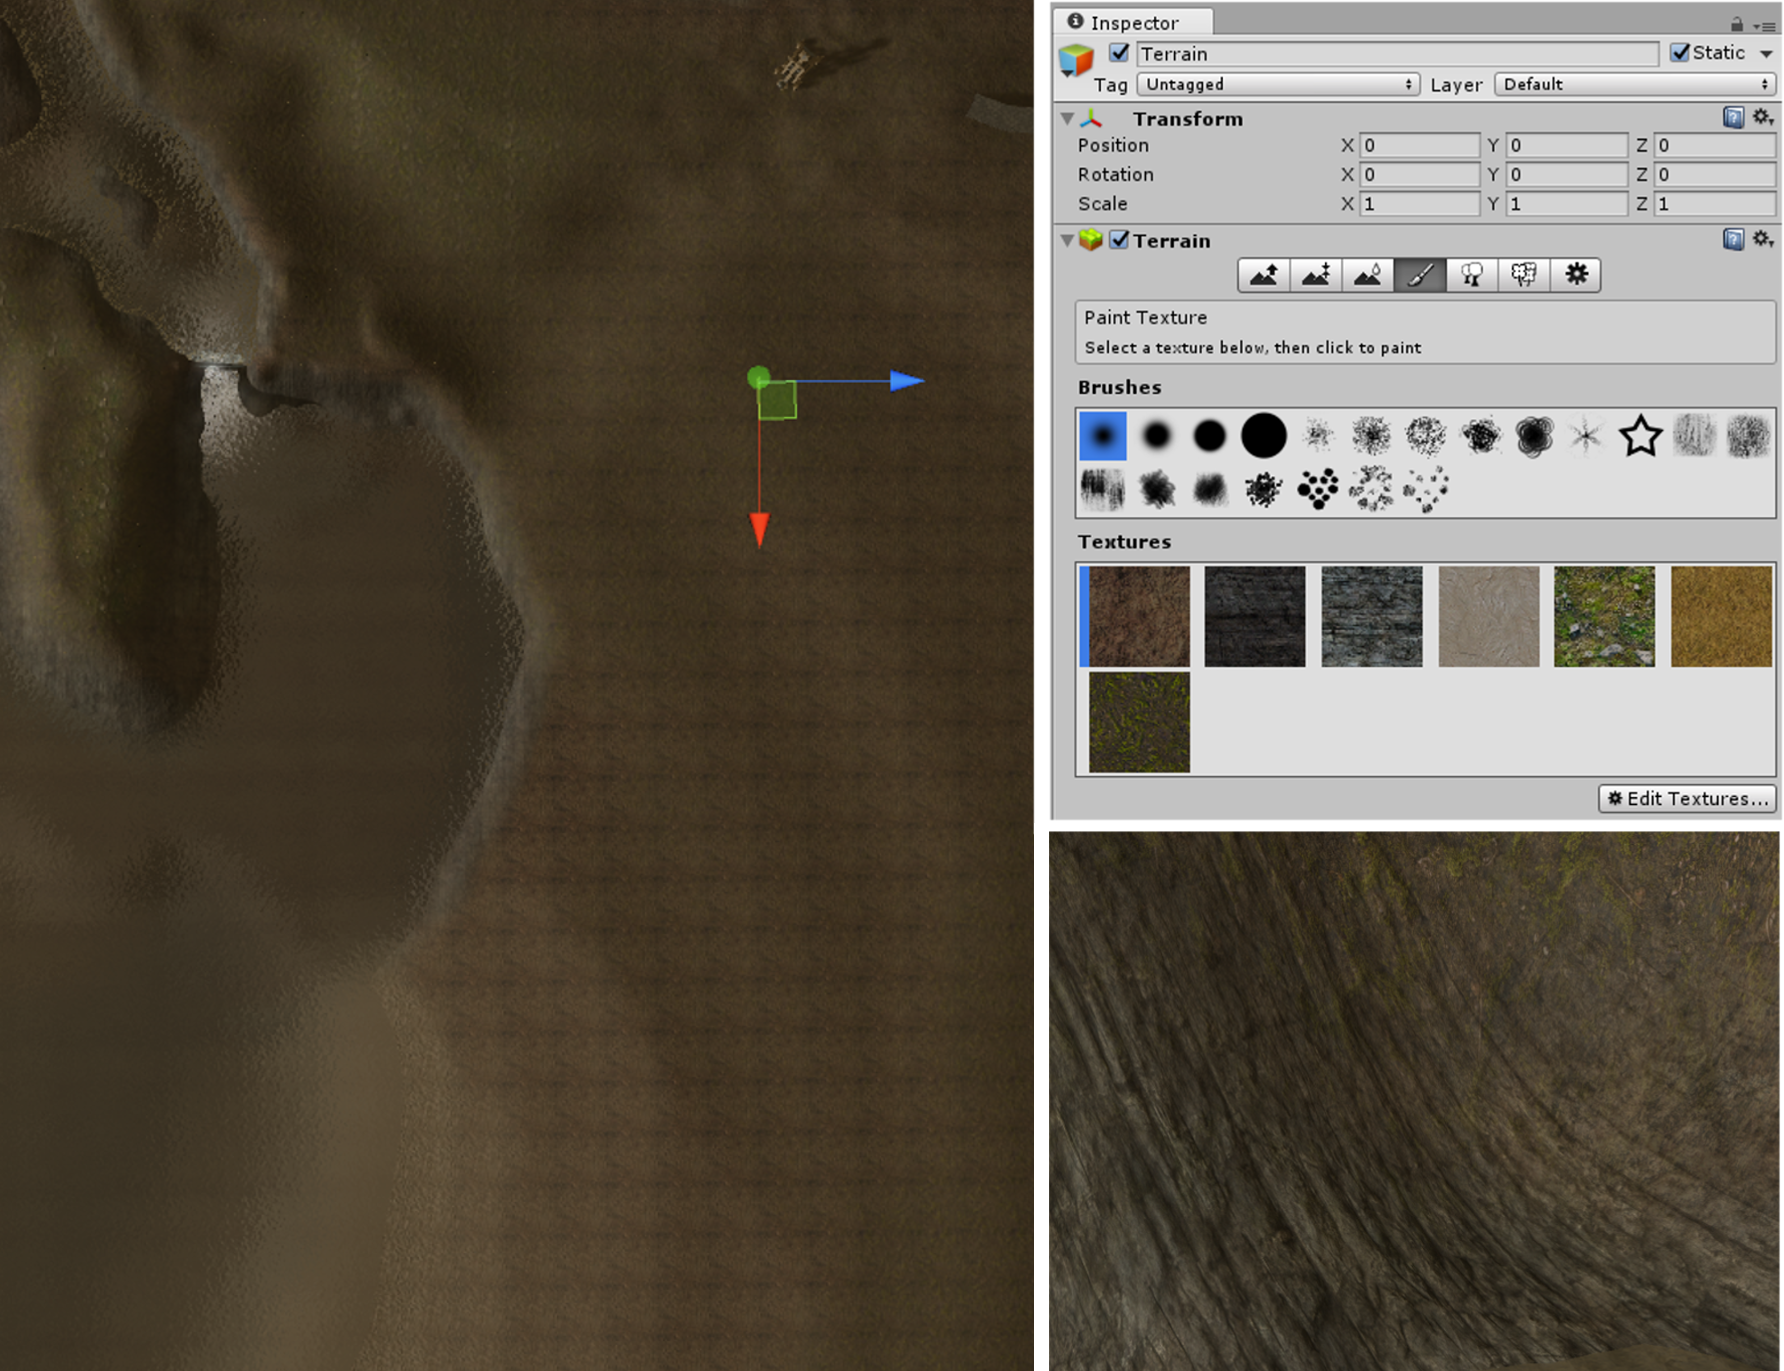 Inspector
Terrain
Static
Tag Untagged Layer Default
Transform
Position X 0 Y 0 Z 0
Rotation X 0 Y 0 Z 0
Scale X 1 Y 1 Z 1
Terrain
Paint Texture
Select a texture below, then click to paint
Brushes
Textures
Edit Textures...